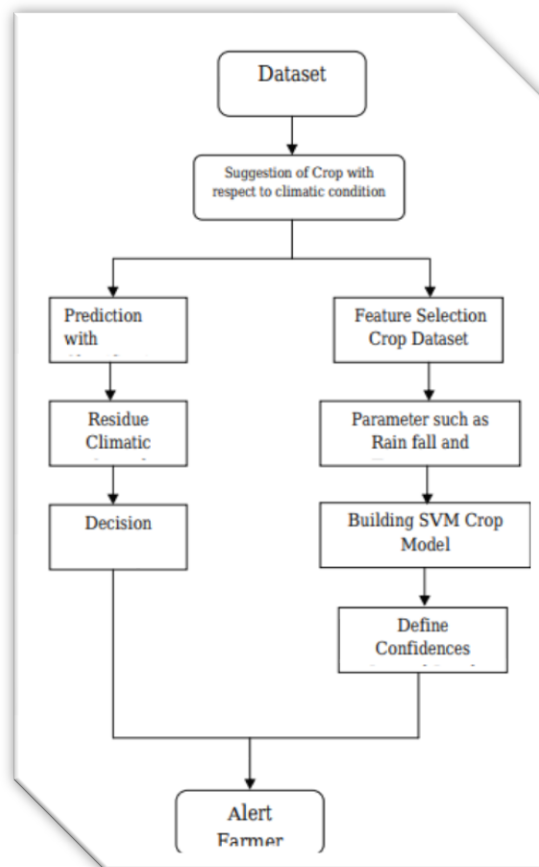 Dataset
Suggestion of Crop with
respect to climatic condition
Prediction
with
Residue
Climatic
Decision
Feature Selection
Crop Dataset
Parameter such as
Rain fall and
Building SVM Crop
Model
Define
Confidences
Alert
Farmer